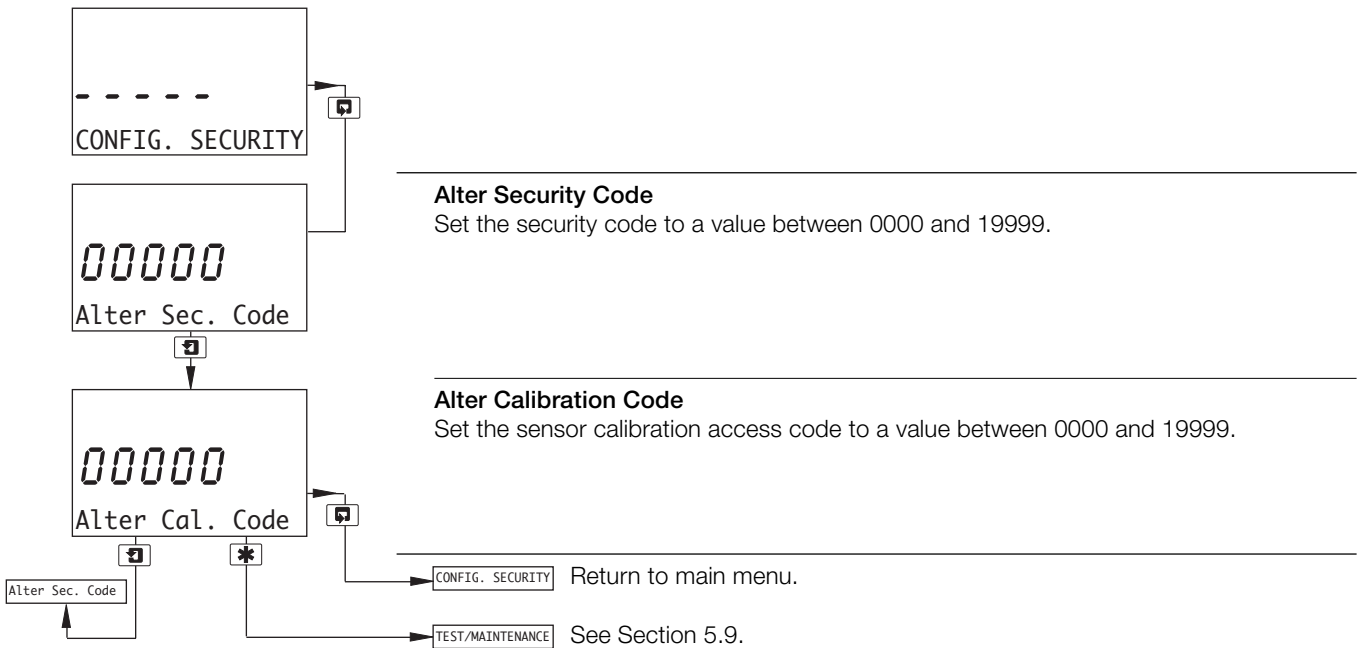 - - - - -
CONFIG. SECURITY
Alter Security Code
Set the security code to a value between 0000 and 19999.
00000
Alter Sec. Code
Alter Calibration Code
Set the sensor calibration access code to a value between 0000 and 19999.
00000
Alter Cal. Code
Alter Sec. Code
CONFIG. SECURITY Return to main menu.
TEST/MAINTENANCE See Section 5.9.